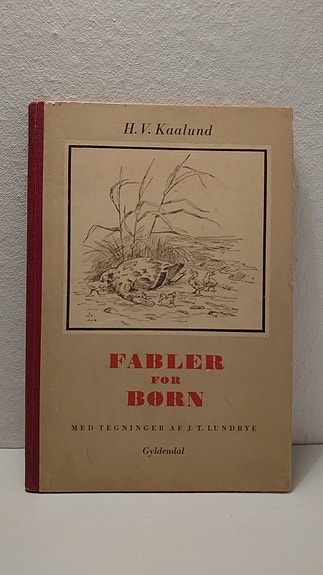 H. V. Kaalund
FABLER
FOR
BØRN
MED TEGNINGER AF J. T. LUNDBYE
Gyldendal